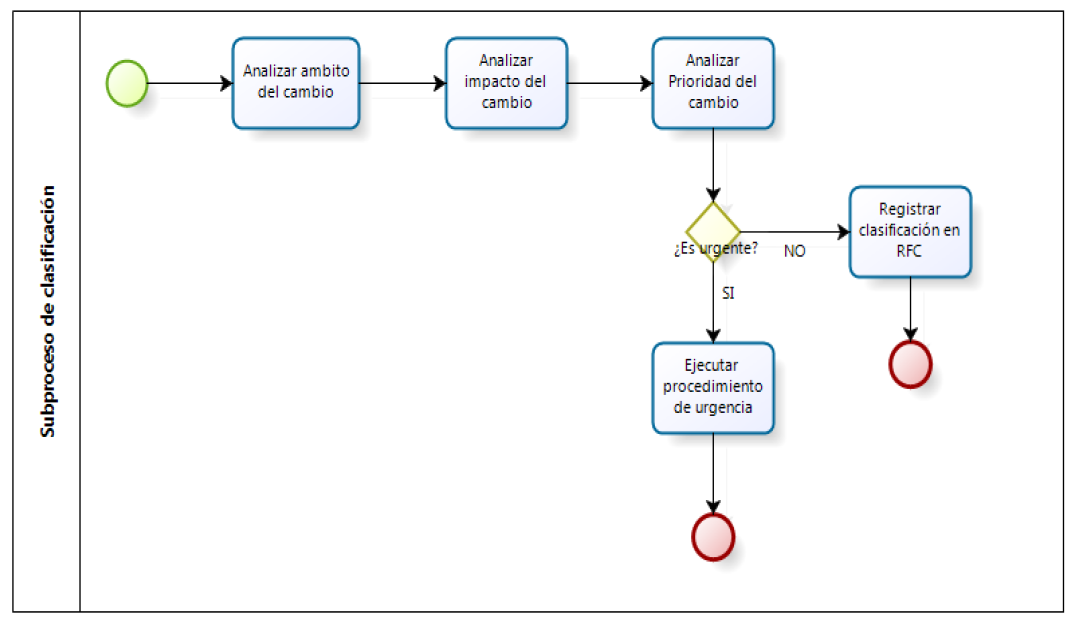 Subproceso de clasificación
Analizar ambito
del cambio
Analizar
impacto del
cambio
Analizar
Prioridad del
cambio
¿Es urgente?
NO
SI
Registrar
clasificación en
RFC
Ejecutar
procedimiento
de urgencia